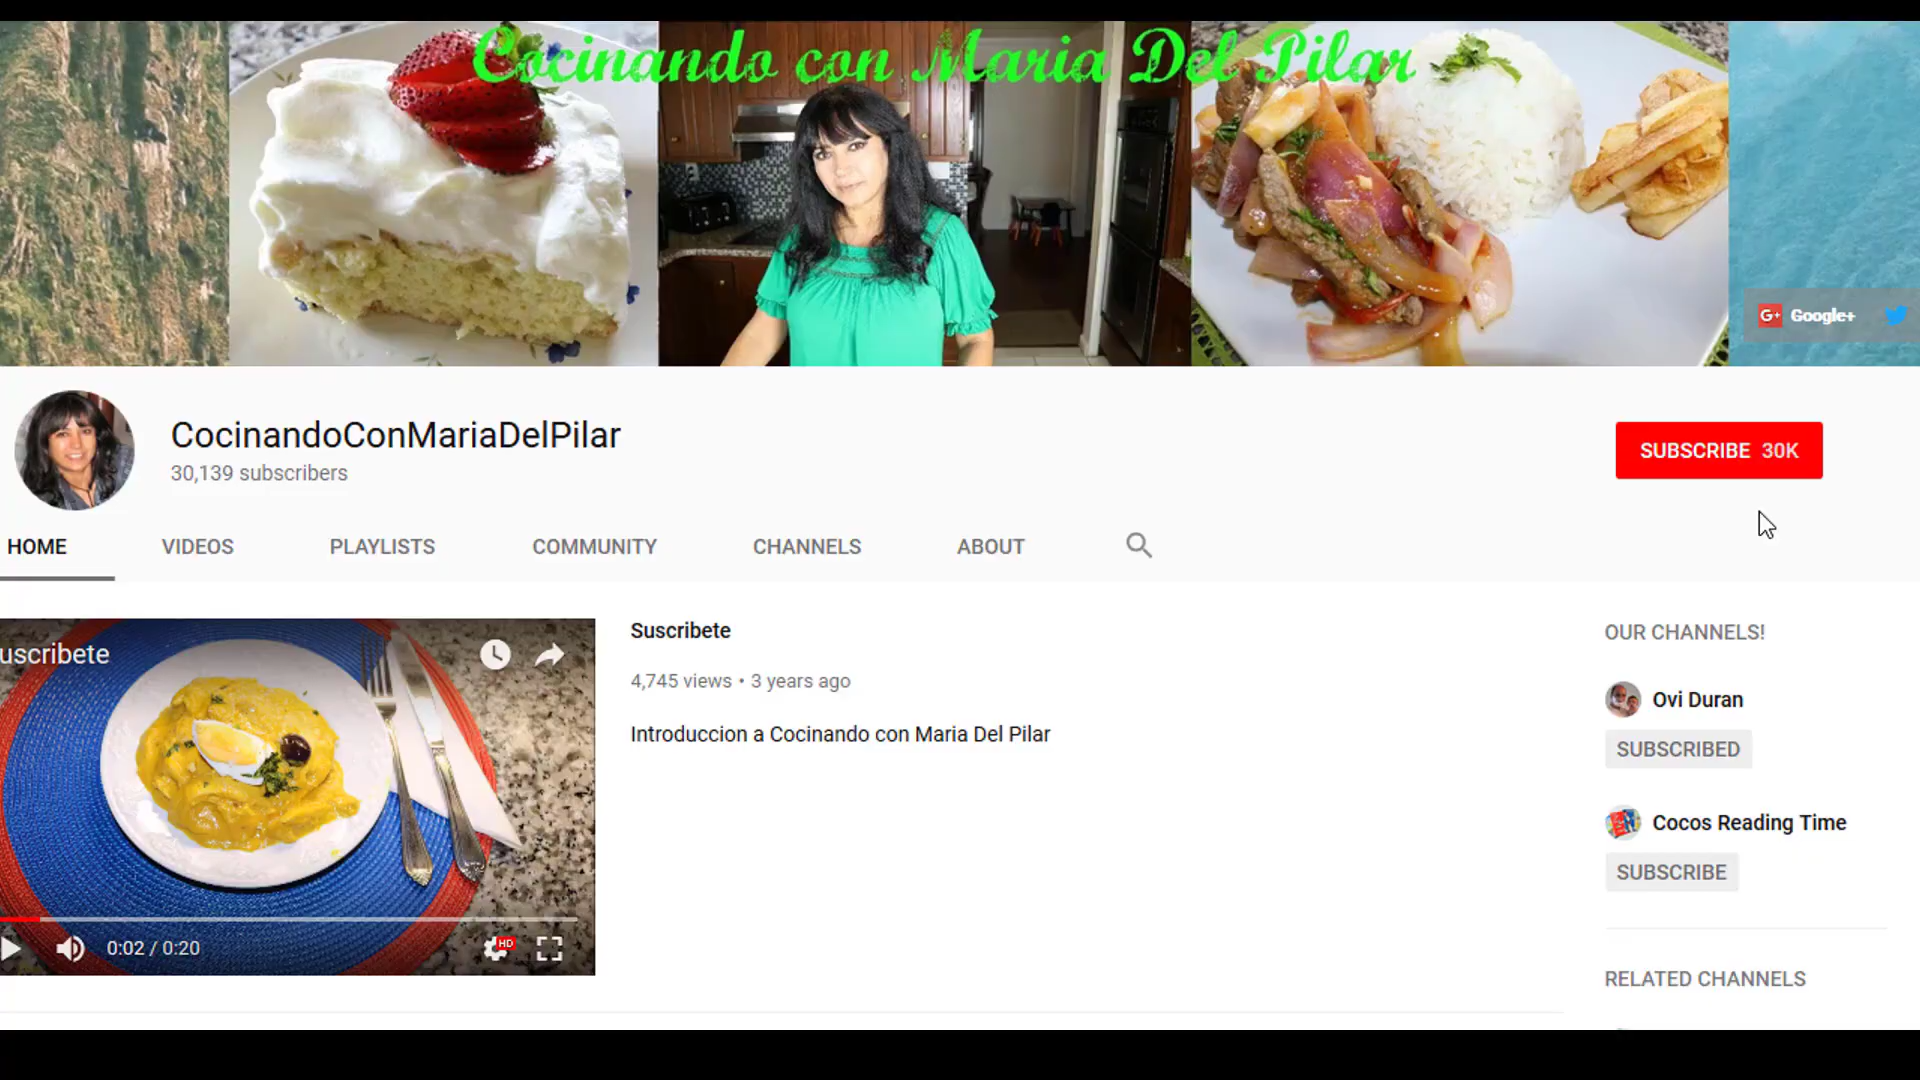 Cocinando con Maria Del Pilar
Google+
CocinandoConMariaDelPilar
30,139 subscribers
SUBSCRIBE 30K
HOME VIDEOS PLAYLISTS COMMUNITY CHANNELS ABOUT
uscribete
Suscribete
4,745 views • 3 years ago
Introduccion a Cocinando con Maria Del Pilar
0:02 / 0:20
HD
OUR CHANNELS!
Ovi Duran
SUBSCRIBED
Cocos Reading Time
SUBSCRIBE
RELATED CHANNELS